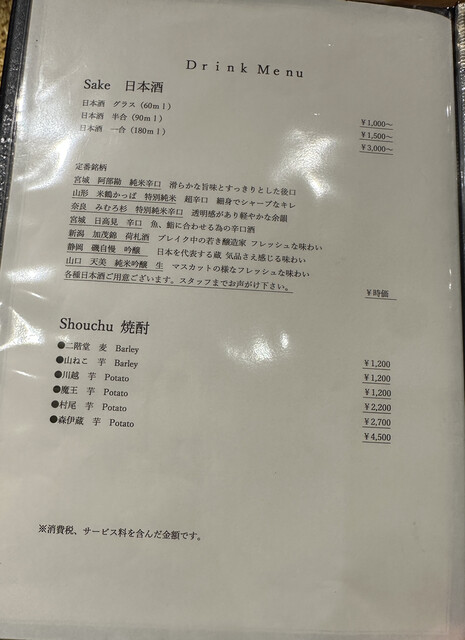 Drink Menu
Sake 日本酒
日本酒 グラス（60ml） ¥1,000～
日本酒 半合（90ml） ¥1,500～
日本酒 一合（180ml） ¥3,000～
定番銘柄
宮城 阿部勘 純米辛口 滑らかな旨味とすっきりとした後口
山形 米鶴かっぱ 特別純米 超辛口 細身でシャープなキレ
奈良 みむろ杉 特別純米辛口 透明感があり軽やかな余韻
宮城 日高見 辛口 魚、鮨に合わせる為の辛口酒
新潟 加茂錦 荷札酒 ブレイク中の若き醸造家 フレッシュな味わい
静岡 磯自慢 吟醸 日本を代表する蔵 気品さえ感じる味わい
山口 天美 純米吟醸 生 マスカットの様なフレッシュな味わい
各種日本酒ご用意ございます。スタッフまでお声がけ下さい。 ¥時価
Shouchu 焼酎
●二階堂 麦 Barley ¥1,200
●山ねこ 芋 Barley ¥1,200
●川越 芋 Potato ¥1,200
●魔王 芋 Potato ¥2,200
●村尾 芋 Potato ¥2,700
●森伊蔵 芋 Potato ¥4,500
※消費税、サービス料を含んだ金額です。